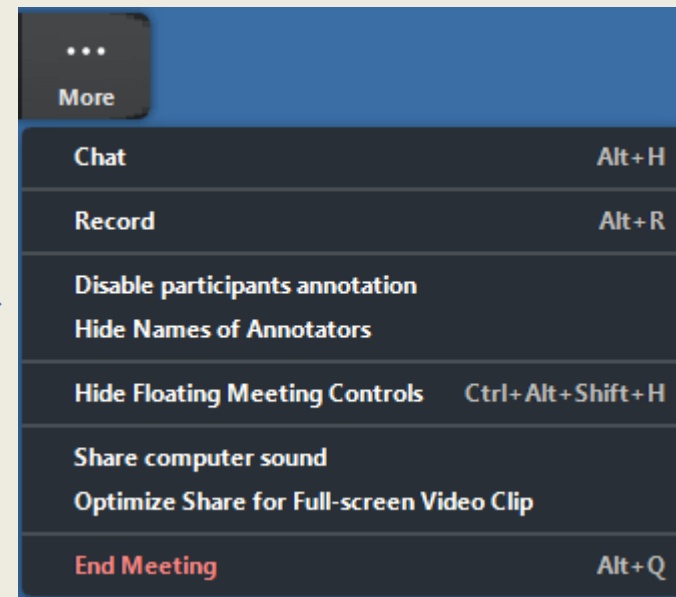 More
Chat Alt+H
Record Alt+R
Disable participants annotation
Hide Names of Annotators
Hide Floating Meeting Controls Ctrl+Alt+Shift+H
Share computer sound
Optimize Share for Full-screen Video Clip
End Meeting Alt+Q